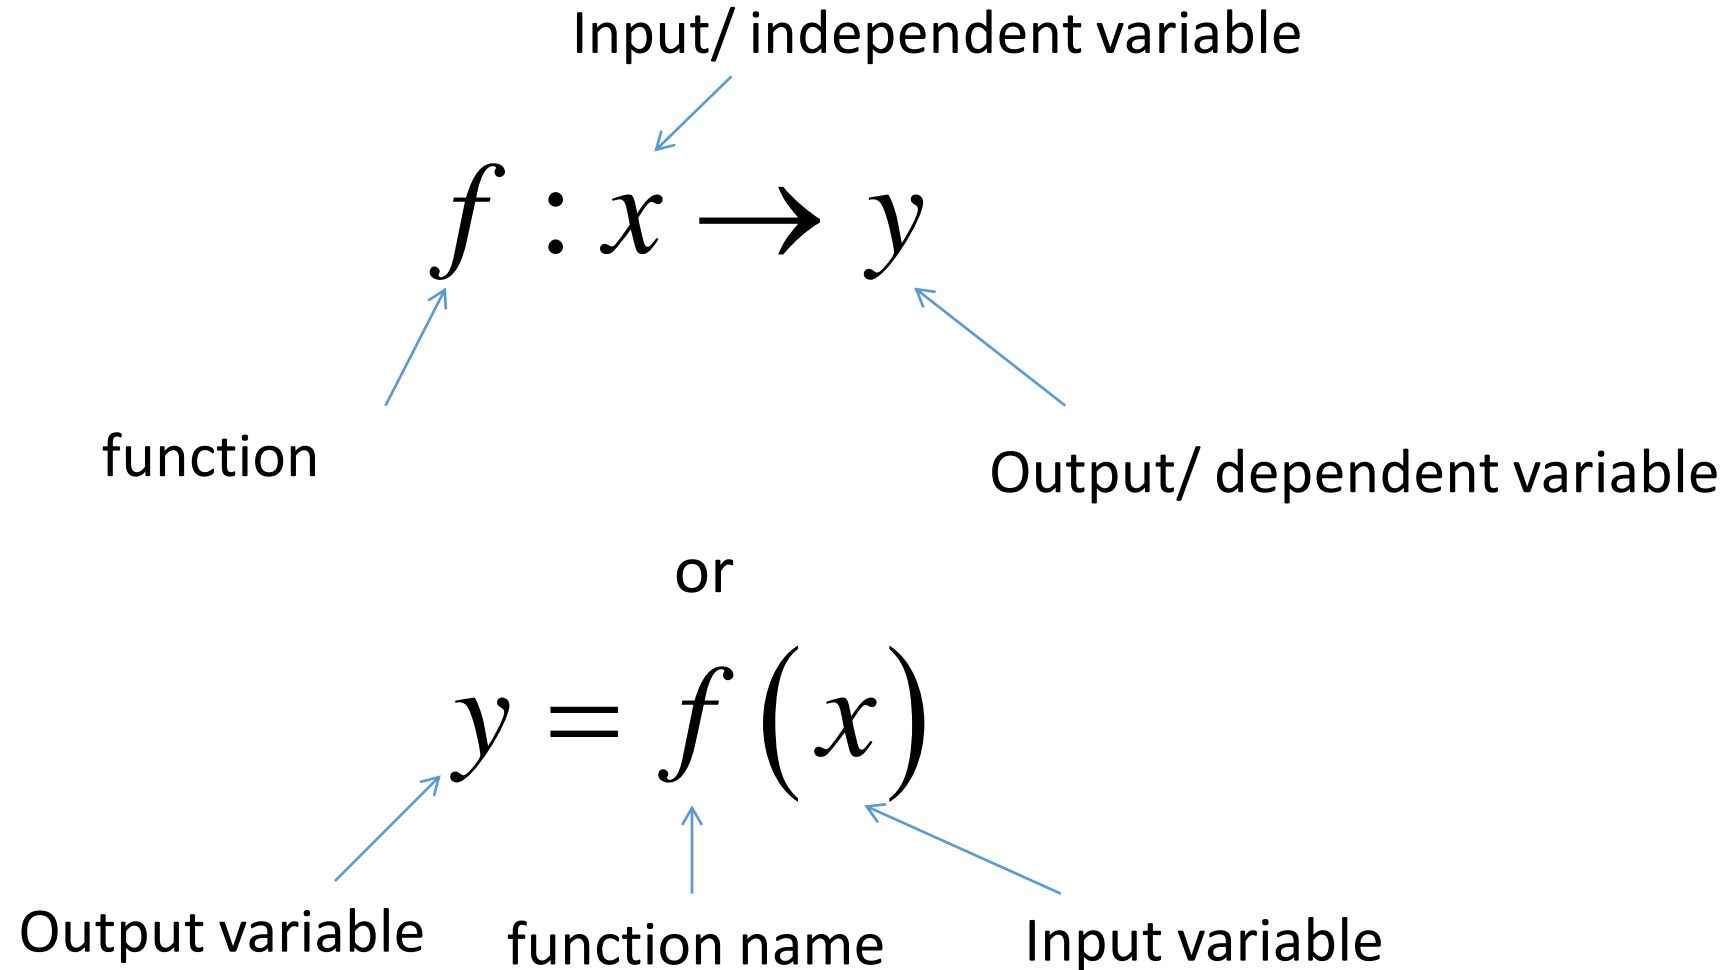 Input/ independent variable
f : x → y
function
Output/ dependent variable
or
y = f (x)
Output variable
function name
Input variable